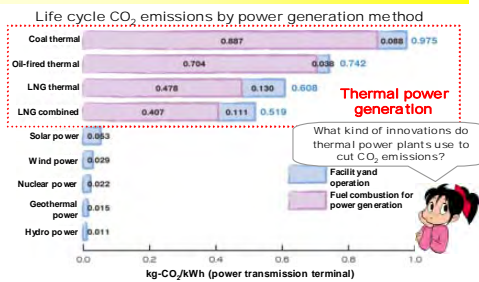 Life cycle CO₂ emissions by power generation method
Coal thermal 0.887 0.088 0.975
Oil-fired thermal 0.704 0.038 0.742
LNG thermal 0.478 0.130 0.608
LNG combined 0.407 0.111 0.519
Thermal power
generation
Solar power 0.053
Wind power 0.029
Nuclear power 0.022
Geothermal
power 0.015
Hydro power 0.011
What kind of innovations do
thermal power plants use to
cut CO₂ emissions?
Facility and
operation
Fuel combustion for
power generation
0.0 0.2 0.4 0.6 0.8 1.0
kg-CO₂/kWh (power transmission terminal)